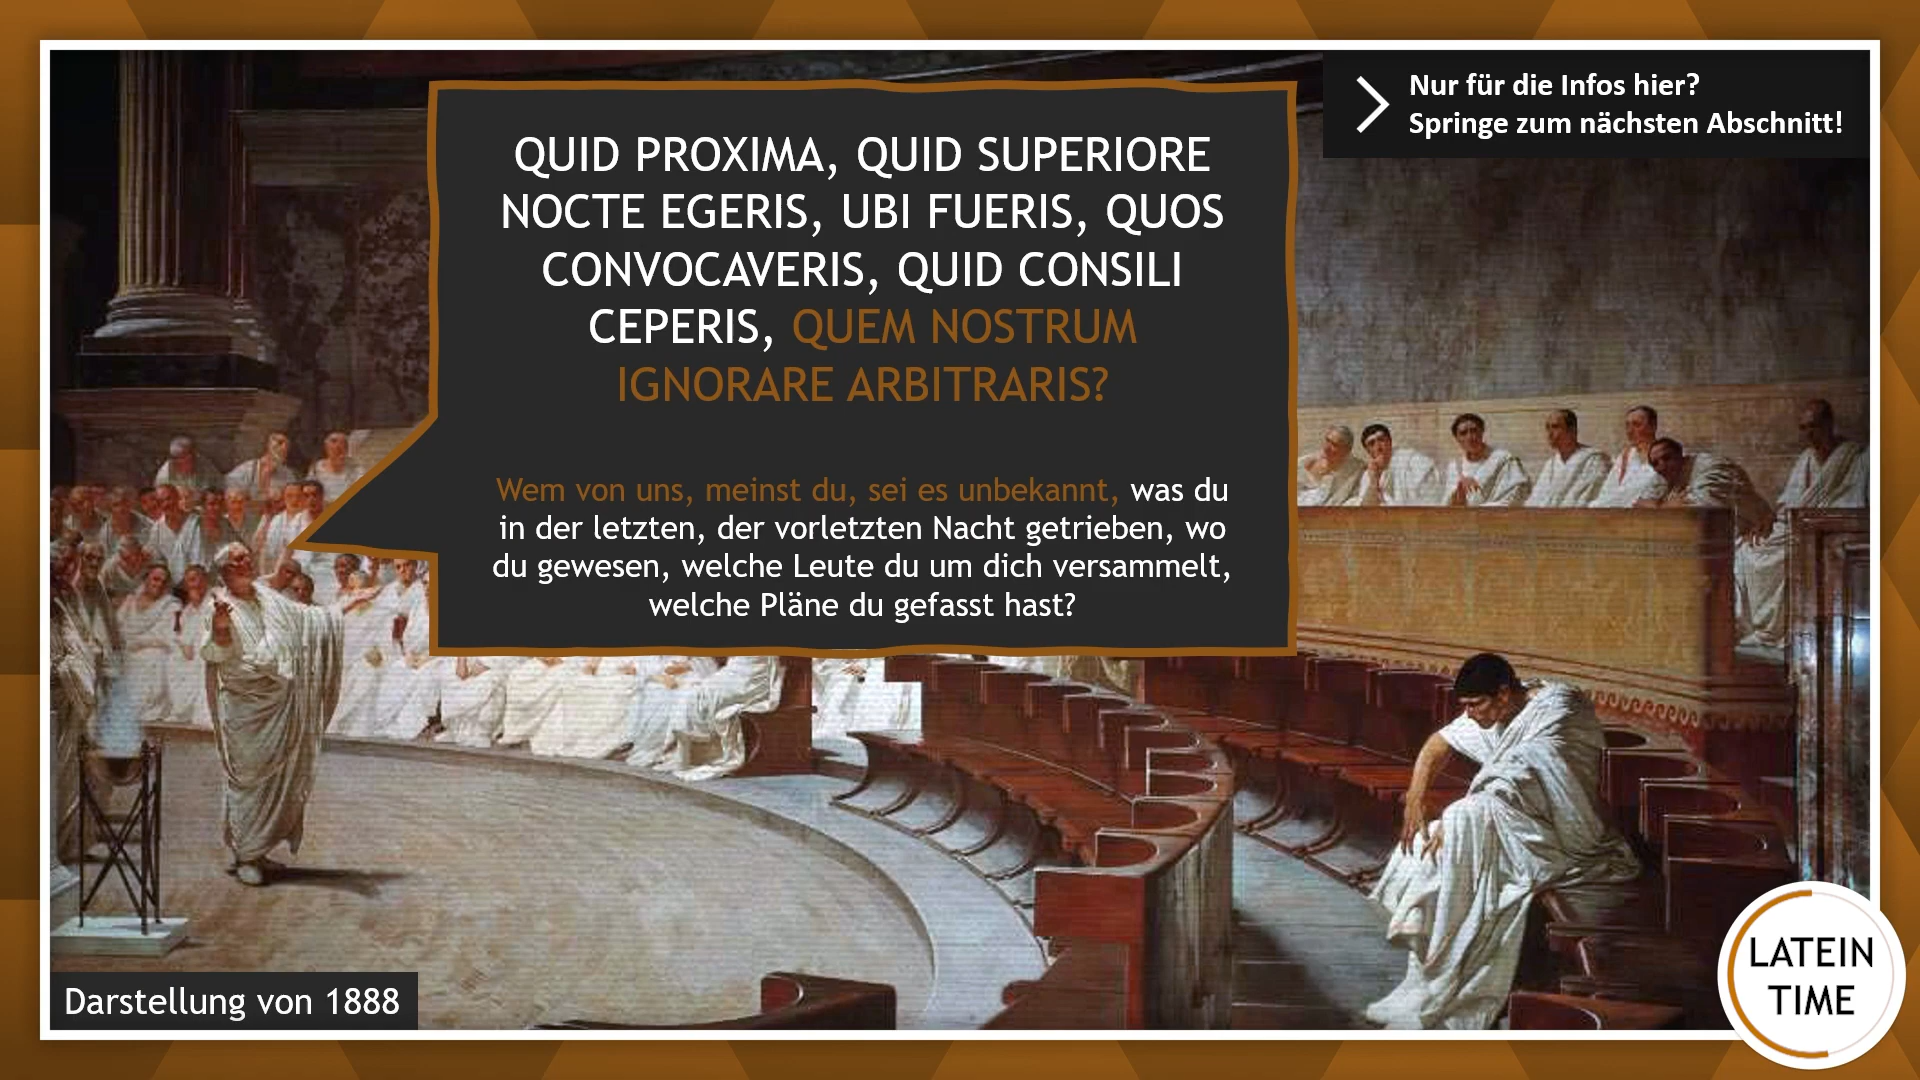 QUID PROXIMA, QUID SUPERIORE
NOCTE EGERIS, UBI FUERIS, QUOS
CONVOCAVERIS, QUID CONSILI
CEPERIS, QUEM NOSTRUM
IGNORARE ARBITRARIS?
Wem von uns, meinst du, sei es unbekannt, was du
in der letzten, der vorletzten Nacht getrieben, wo
du gewesen, welche Leute du um dich versammelt,
welche Pläne du gefasst hast?
Nur für die Infos hier?
Springe zum nächsten Abschnitt!
Darstellung von 1888
LATEIN
TIME